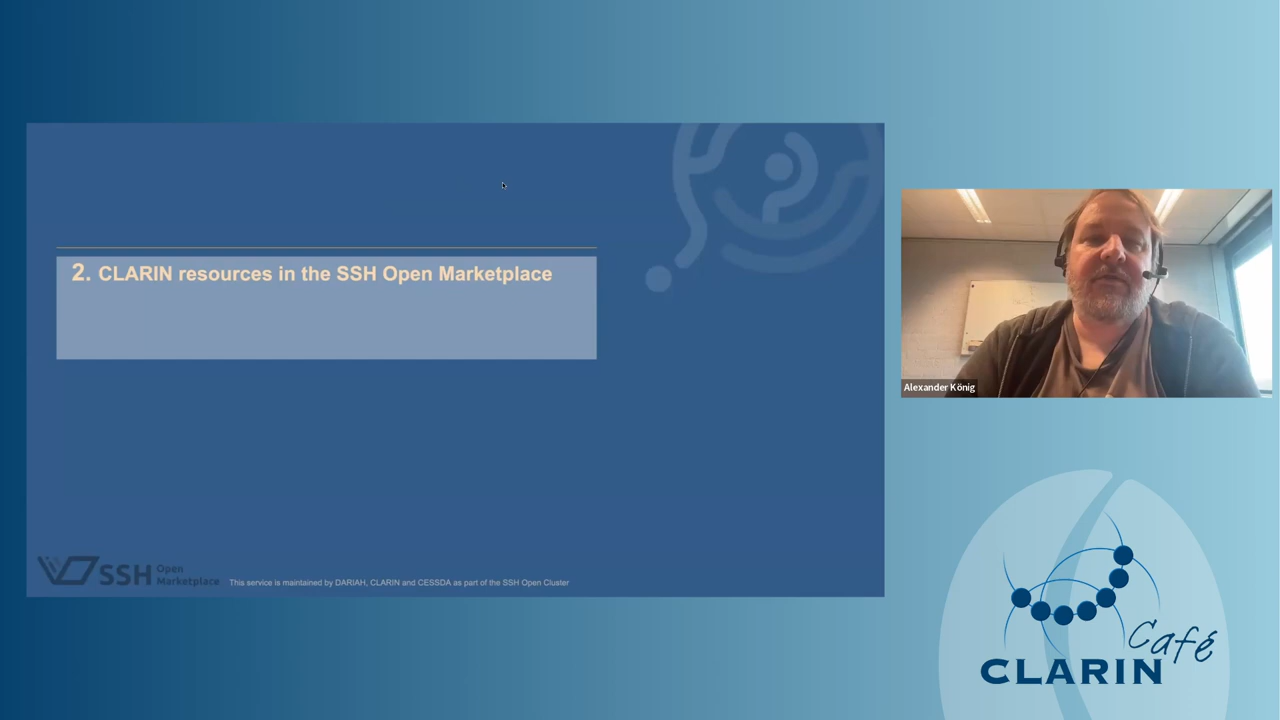 2. CLARIN resources in the SSH Open Marketplace
SSH Open
Marketplace
This service is maintained by DARIAH, CLARIN and CESSDA as part of the SSH Open Cluster
Alexander König
Café
CLARIN